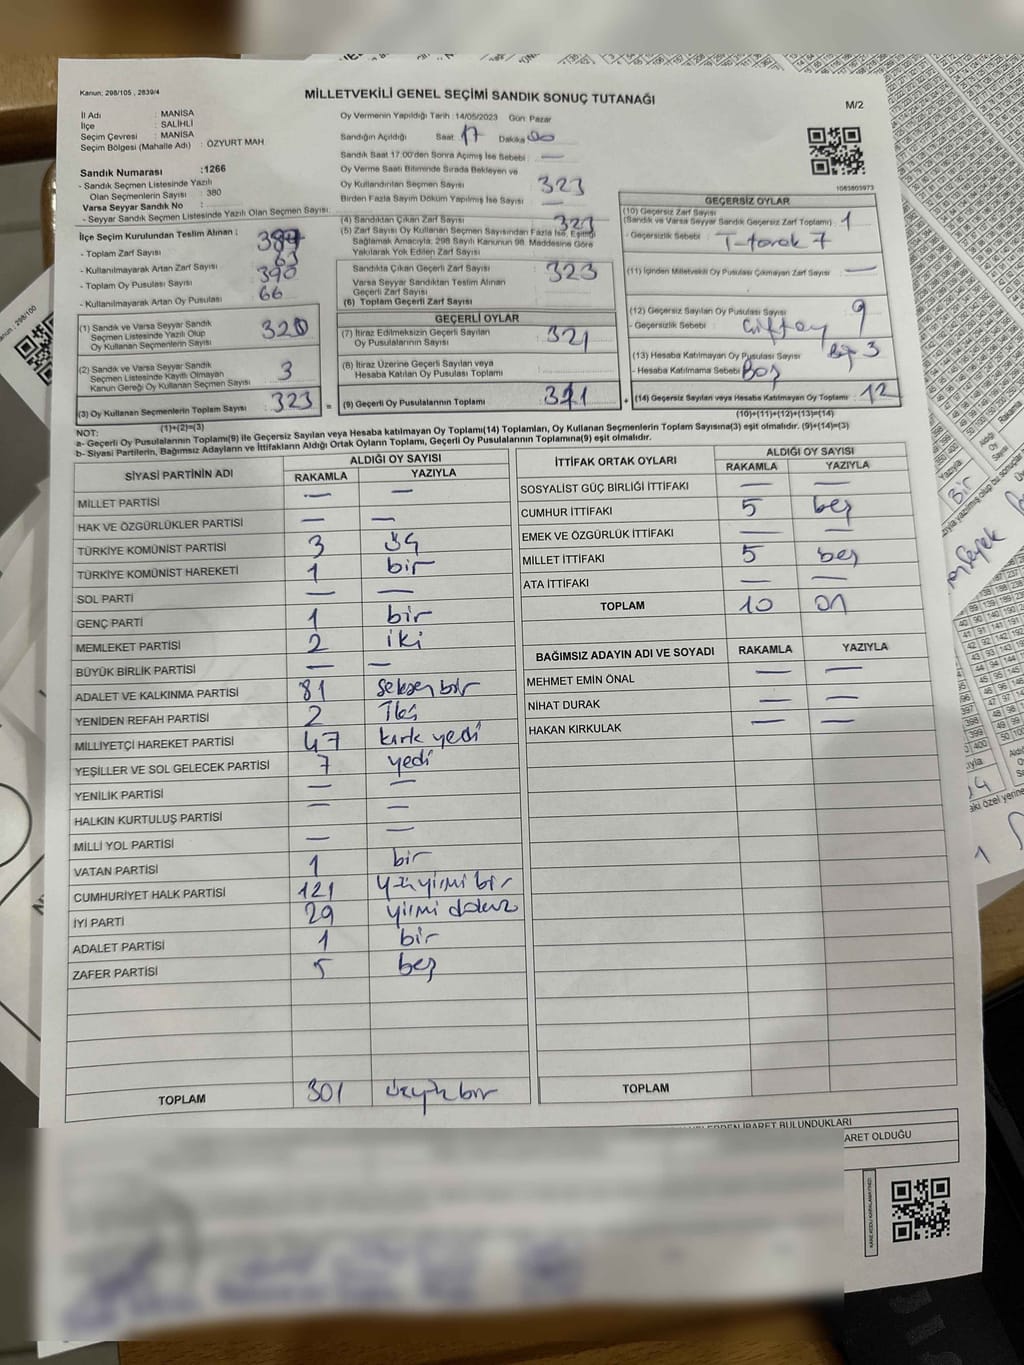 Kanun: 298/105 , 2839/4
MİLLETVEKİLİ GENEL SEÇİMİ SANDIK SONUÇ TUTANAĞI
M/2
İl Adı : MANİSA
İlçe : SALİHLİ
Seçim Çevresi : MANİSA
Seçim Bölgesi (Mahalle Adı) : ÖZYURT MAH
Sandık Numarası :1266
- Sandık Seçmen Listesinde Yazılı
Olan Seçmenlerin Sayısı : 380
Varsa Seyyar Sandık No :
- Seyyar Sandık Seçmen Listesinde Yazılı Olan Seçmen Sayısı:
İlçe Seçim Kurulundan Teslim Alınan :
- Toplam Zarf Sayısı
- Kullanılmayarak Artan Zarf Sayısı 63
- Toplam Oy Pusulası Sayısı 390
- Kullanılmayarak Artan Oy Pusulası 66
(1) Sandık ve Varsa Seyyar Sandık
Seçmen Listesinde Yazılı Olup
Oy Kullanan Seçmenlerin Sayısı 320
(2) Sandık ve Varsa Seyyar Sandık
Seçmen Listesinde Kayıtlı Olmayan
Kanun Gereği Oy Kullanan Seçmen Sayısı 3
(3) Oy Kullanan Seçmenlerin Toplam Sayısı : 323 =
(1)+(2)=(3)
Oy Vermenin Yapıldığı Tarih : 14/05/2023 Gün: Pazar
Sandığın Açıldığı Saat 17 Dakika 00
Sandık Saat 17:00'den Sonra Açımış İse Sebebi : —
Oy Verme Saati Bitiminde Sırada Bekleyen ve
Oy Kullandırılan Seçmen Sayısı : 323
Birden Fazla Sayım Döküm Yapılmış İse Sayısı : —
(4) Sandıktan Çıkan Zarf Sayısı 323
(5) Zarf Sayısı Oy Kullanan Seçmen Sayısından Fazla İse, Eşitliği
Sağlamak Amacıyla; 298 Sayılı Kanunun 98. Maddesine Göre
Yakılarak Yok Edilen Zarf Sayısı
Sandıkta Çıkan Geçerli Zarf Sayısı 323
Varsa Seyyar Sandıktan Teslim Alınan
Geçerli Zarf Sayısı
(6) Toplam Geçerli Zarf Sayısı
GEÇERLİ OYLAR
(7) İtiraz Edilmeksizin Geçerli Sayılan
Oy Pusulalarının Sayısı : 321
(8) İtiraz Üzerine Geçerli Sayılan veya
Hesaba Katılan Oy Pusulası Toplamı
(9) Geçerli Oy Pusulalarının Toplamı : +
1083803973
GEÇERSİZ OYLAR
(10) Geçersiz Zarf Sayısı
(Sandık ve Varsa Seyyar Sandık Geçersiz Zarf Toplamı) : 1
- Geçersizlik Sebebi :
(11) İçinden Milletvekili Oy Pusulası Çıkmayan Zarf Sayısı : —
(12) Geçersiz Sayılan Oy Pusulası Sayısı : 9
- Geçersizlik Sebebi :
(13) Hesaba Katılmayan Oy Pusulası Sayısı 3
- Hesaba Katılmama Sebebi : Boş
(14) Geçersiz Sayılan veya Hesaba Katılmayan Oy Toplamı : 12
(10)+(11)+(12)+(13)=(14)
NOT:
a- Geçerli Oy Pusulalarının Toplamı(9) ile Geçersiz Sayılan veya Hesaba katılmayan Oy Toplamı(14) Toplamları, Oy Kullanan Seçmenlerin Toplam Sayısına(3) eşit olmalıdır. (9)+(14)=(3)
b- Siyasi Partilerin, Bağımsız Adayların ve İttifakların Aldığı Ortak Oyların Toplamı, Geçerli Oy Pusulalarının Toplamına(9) eşit olmalıdır.
SİYASİ PARTİNİN ADI ALDIĞI OY SAYISI
RAKAMLA YAZIYLA
MİLLET PARTİSİ — —
HAK VE ÖZGÜRLÜKLER PARTİSİ — —
TÜRKİYE KOMÜNİST PARTİSİ 3 üç
TÜRKİYE KOMÜNİST HAREKETİ 1 bir
SOL PARTİ — —
GENÇ PARTİ 1 bir
MEMLEKET PARTİSİ 2 iki
BÜYÜK BİRLİK PARTİSİ — —
ADALET VE KALKINMA PARTİSİ 81 Seksen bir
YENİDEN REFAH PARTİSİ 2 İki
MİLLİYETÇİ HAREKET PARTİSİ 47 kırk yedi
YEŞİLLER VE SOL GELECEK PARTİSİ 7 yedi
YENİLİK PARTİSİ — —
HALKIN KURTULUŞ PARTİSİ — —
MİLLİ YOL PARTİSİ — —
VATAN PARTİSİ 1 bir
CUMHURİYET HALK PARTİSİ 121 yüzyirmi bir
İYİ PARTİ 29 yirmi dokuz
ADALET PARTİSİ 1 bir
ZAFER PARTİSİ 5 beş
TOPLAM 301 üçyüz bir
İTTİFAK ORTAK OYLARI ALDIĞI OY SAYISI
RAKAMLA YAZIYLA
SOSYALİST GÜÇ BİRLİĞİ İTTİFAKI — —
CUMHUR İTTİFAKI 5 beş
EMEK VE ÖZGÜRLÜK İTTİFAKI — —
MİLLET İTTİFAKI 5 beş
ATA İTTİFAKI — —
TOPLAM 10 on
BAĞIMSIZ ADAYIN ADI VE SOYADI RAKAMLA YAZIYLA
MEHMET EMİN ÖNAL — —
NİHAT DURAK — —
HAKAN KIRKULAK — —
TOPLAM
İBARET BULUNDUKLARI
ARET OLDUĞU